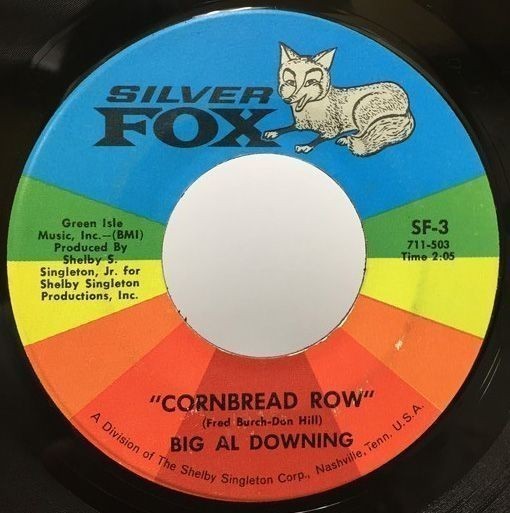 SILVER
FOX
Green Isle
Music, Inc.—(BMI)
Produced By
Shelby S.
Singleton, Jr. for
Shelby Singleton
Productions, Inc.
SF-3
711-503
Time 2:05
"CORNBREAD ROW"
(Fred Burch-Don Hill)
BIG AL DOWNING
A Division of The Shelby Singleton Corp., Nashville, Tenn. U.S.A.